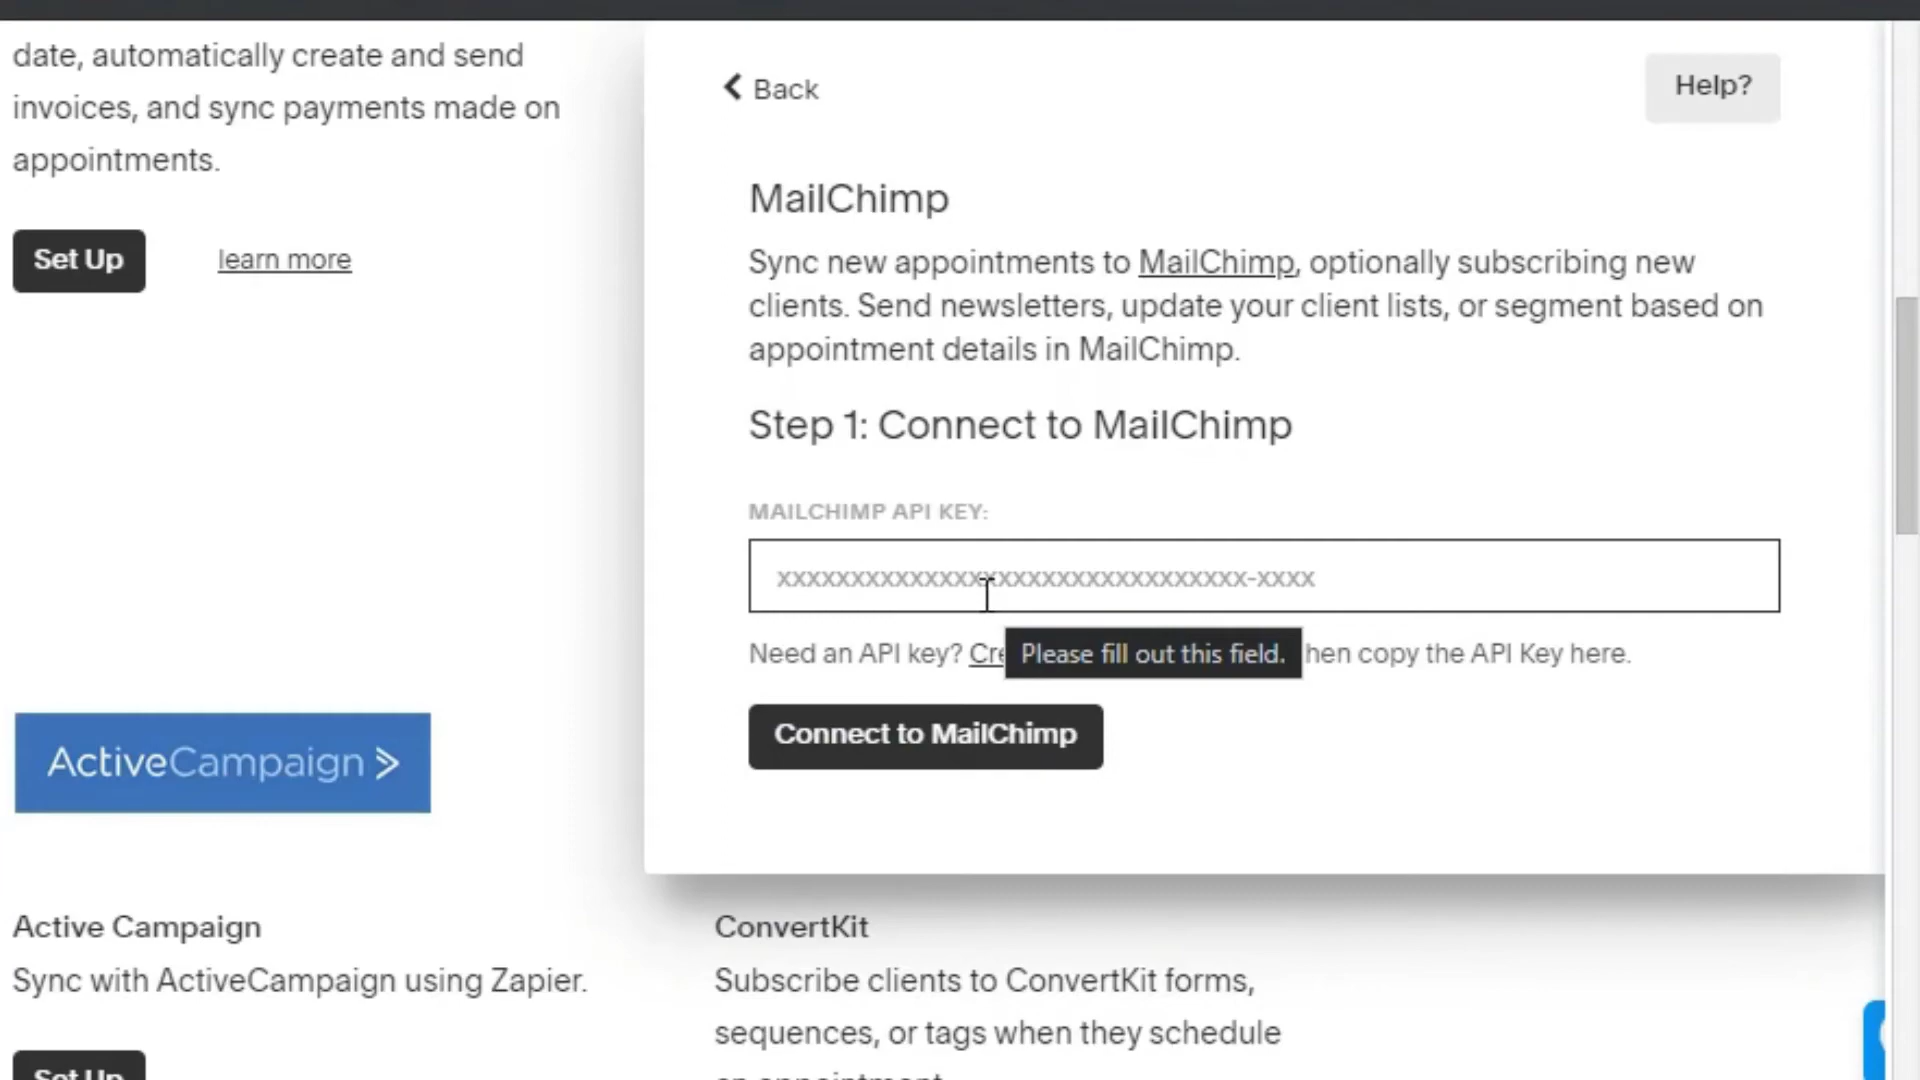 date, automatically create and send
invoices, and sync payments made on
appointments.
Set Up
learn more
ActiveCampaign >
Active Campaign
Sync with ActiveCampaign using Zapier.
Set Up
Back
Help?
MailChimp
Sync new appointments to MailChimp, optionally subscribing new
clients. Send newsletters, update your client lists, or segment based on
appointment details in MailChimp.
Step 1: Connect to MailChimp
MAILCHIMP API KEY:
Need an API key? Cre
Please fill out this field.
hen copy the API Key here.
Connect to MailChimp
ConvertKit
Subscribe clients to ConvertKit forms,
sequences, or tags when they schedule
an appointment